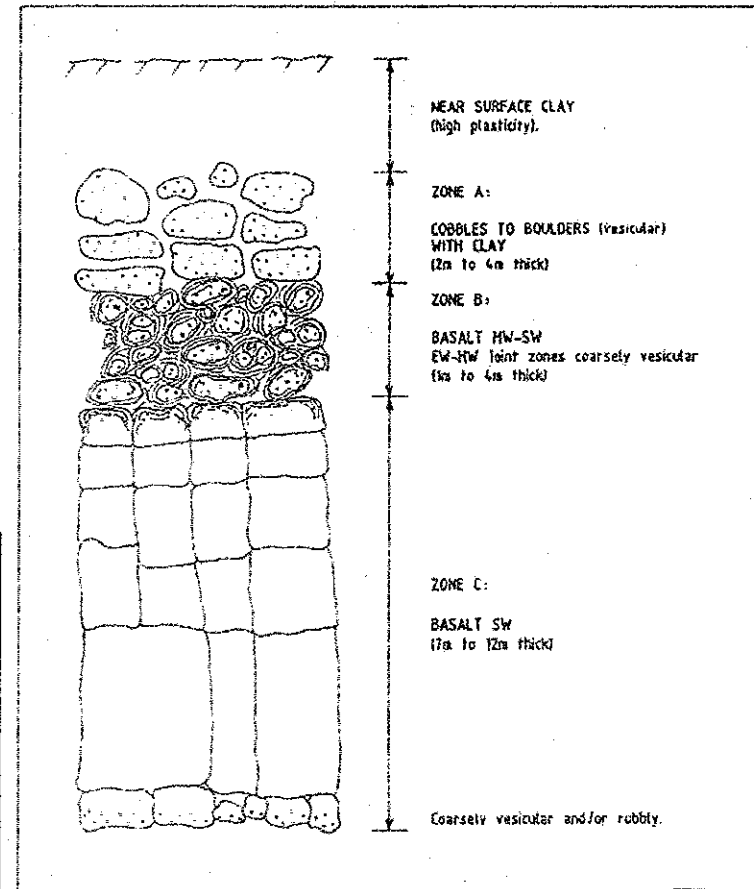 NEAR SURFACE CLAY
(high plasticity).
ZONE A:
COBBLES TO BOULDERS (vesicular)
WITH CLAY
(2m to 4m thick)
ZONE B:
BASALT HW-SW
EW-HW Joint zones coarsely vesicular
(1m to 4m thick)
ZONE C:
BASALT SW
(7m to 12m thick)
Coarsely vesicular and/or rubbly.